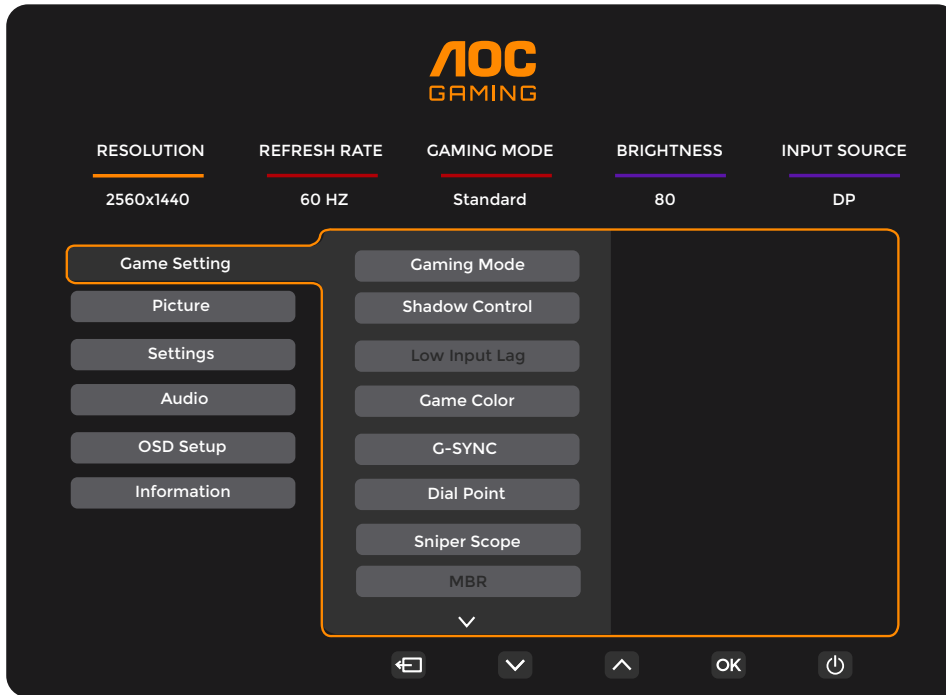 AOC
GAMING
RESOLUTION REFRESH RATE GAMING MODE BRIGHTNESS INPUT SOURCE
2560x1440 60 HZ Standard 80 DP
Game Setting
Picture
Settings
Audio
OSD Setup
Information
Gaming Mode
Shadow Control
Low Input Lag
Game Color
G-SYNC
Dial Point
Sniper Scope
MBR
OK